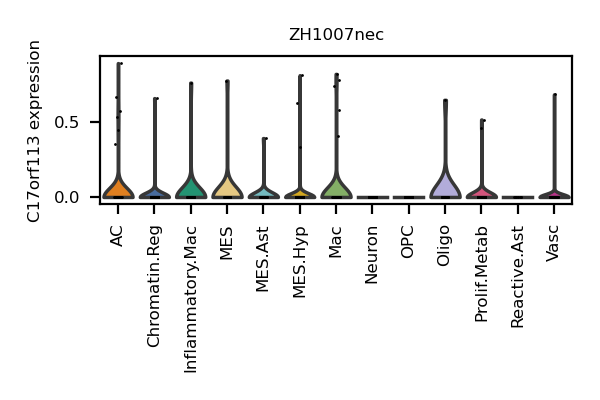 ZH1007nec
C17orf113 expression
0.5
0.0
AC
Chromatin.Reg
Inflammatory.Mac
MES
MES.Ast
MES.Hyp
Mac
Neuron
OPC
Oligo
Prolif.Metab
Reactive.Ast
Vasc